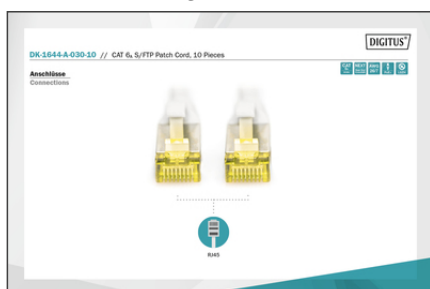 DIGITUS®
DK-1644-A-030-10 // CAT 6A S/FTP Patch Cord, 10 Pieces
Anschlüsse
Connections
RJ45